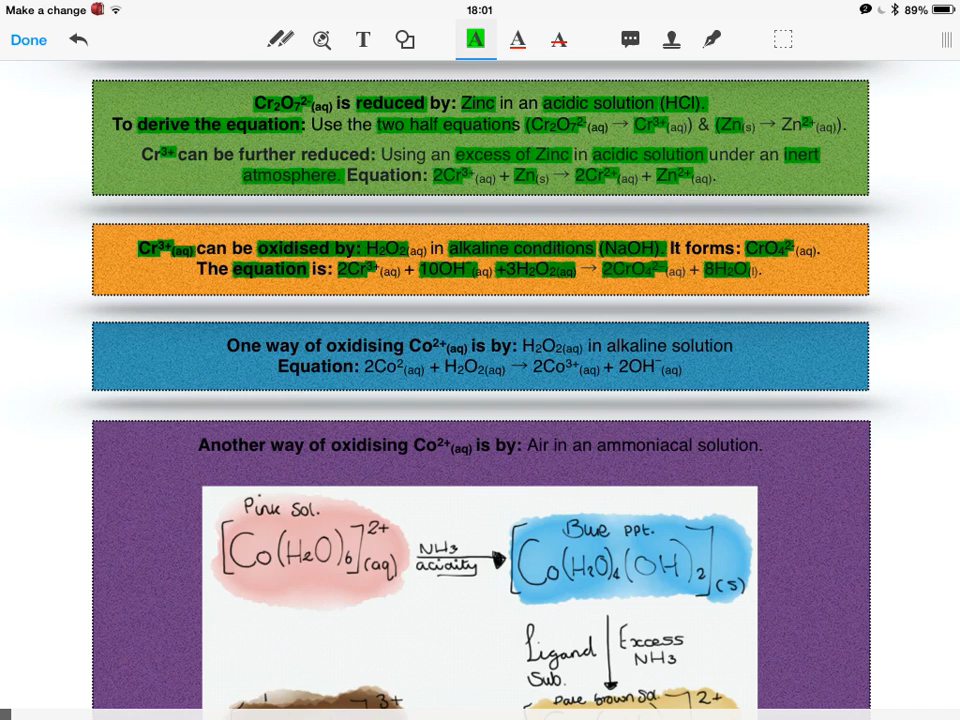 Make a change
18:01
2
89%
Done
T
A A A
Cr₂O₇²⁻(aq) is reduced by: Zinc in an acidic solution (HCl).
To derive the equation: Use the two half equations (Cr₂O₇²⁻(aq) → Cr³⁺(aq)) & (Zn(s) → Zn²⁺(aq)).
Cr³⁺ can be further reduced: Using an excess of Zinc in acidic solution under an inert
atmosphere. Equation: 2Cr³⁺(aq) + Zn(s) → 2Cr²⁺(aq) + Zn²⁺(aq).
Cr³⁺(aq) can be oxidised by: H₂O₂(aq) in alkaline conditions (NaOH). It forms: CrO₄²⁻(aq).
The equation is: 2Cr³⁺(aq) + 10OH⁻(aq) +3H₂O₂(aq) → 2CrO₄²⁻(aq) + 8H₂O(l).
One way of oxidising Co²⁺(aq) is by: H₂O₂(aq) in alkaline solution
Equation: 2Co²(aq) + H₂O₂(aq) → 2Co³⁺(aq) + 2OH⁻(aq)
Another way of oxidising Co²⁺(aq) is by: Air in an ammoniacal solution.
Pink sol.
[Co(H₂O)₆]²⁺(aq)
NH₃
acidity
Blue ppt.
[Co(H₂O)₄(OH)₂](s)
Ligand
Sub.
Excess
NH₃
Pale brown sol.
3+
2+